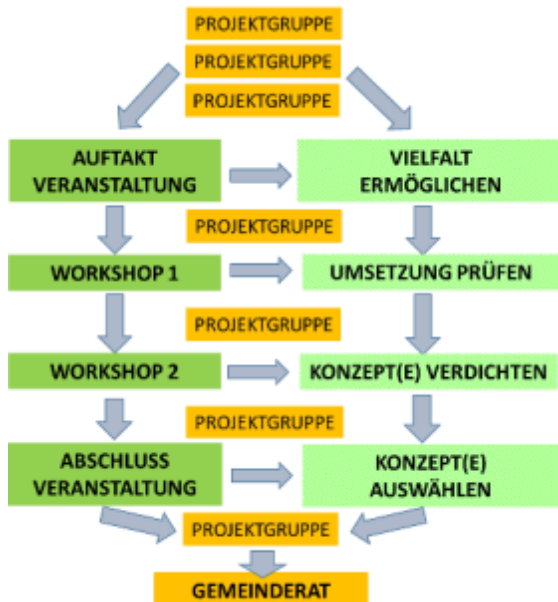 PROJEKTGRUPPE
PROJEKTGRUPPE
PROJEKTGRUPPE
AUFTAKT
VERANSTALTUNG
VIELFALT
ERMÖGLICHEN
PROJEKTGRUPPE
WORKSHOP 1
UMSETZUNG PRÜFEN
PROJEKTGRUPPE
WORKSHOP 2
KONZEPT(E) VERDICHTEN
PROJEKTGRUPPE
ABSCHLUSS
VERANSTALTUNG
KONZEPT(E)
AUSWÄHLEN
PROJEKTGRUPPE
GEMEINDERAT